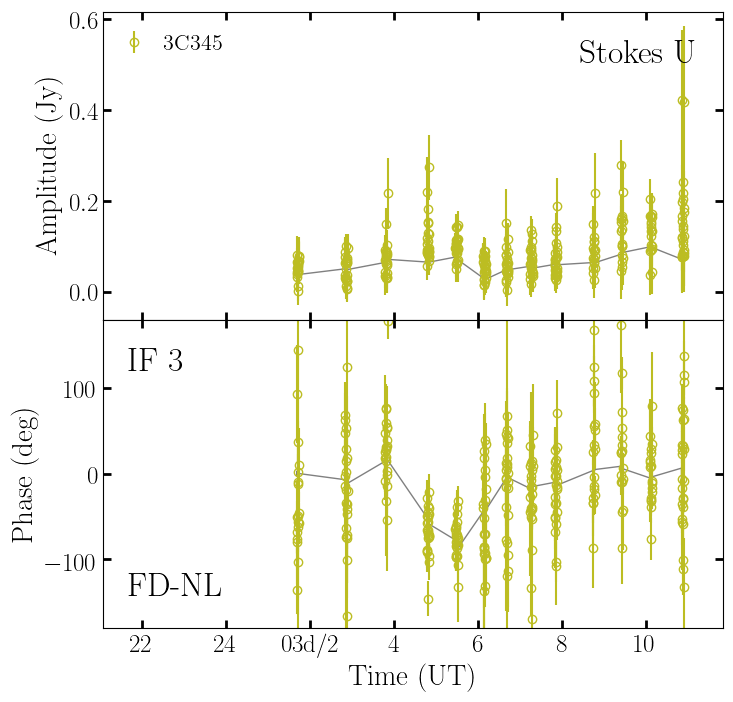 0.6
3C345
Stokes U
0.4
Amplitude (Jy)
0.2
0.0
IF 3
100
Phase (deg)
0
−100
FD-NL
22 24 03d/2 4 6 8 10
Time (UT)